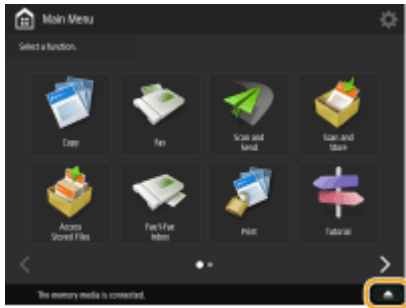 Main Menu
Select a function.
Copy
Fax
Scan and
Send
Scan and
Store
Access
Stored Files
Fax/I-Fax
Inbox
Print
Tutorial
The memory media is connected.